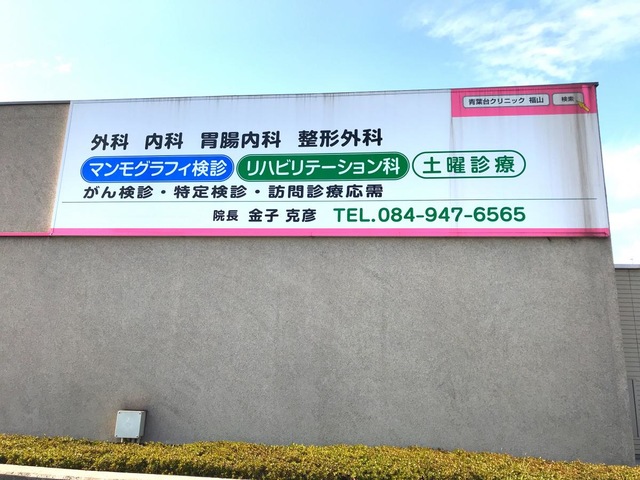 青葉台クリニック 福山 検索
外科 内科 胃腸内科 整形外科
マンモグラフィ検診 リハビリテーション科 土曜診療
がん検診・特定検診・訪問診療応需
院長 金子 克彦 TEL.084-947-6565